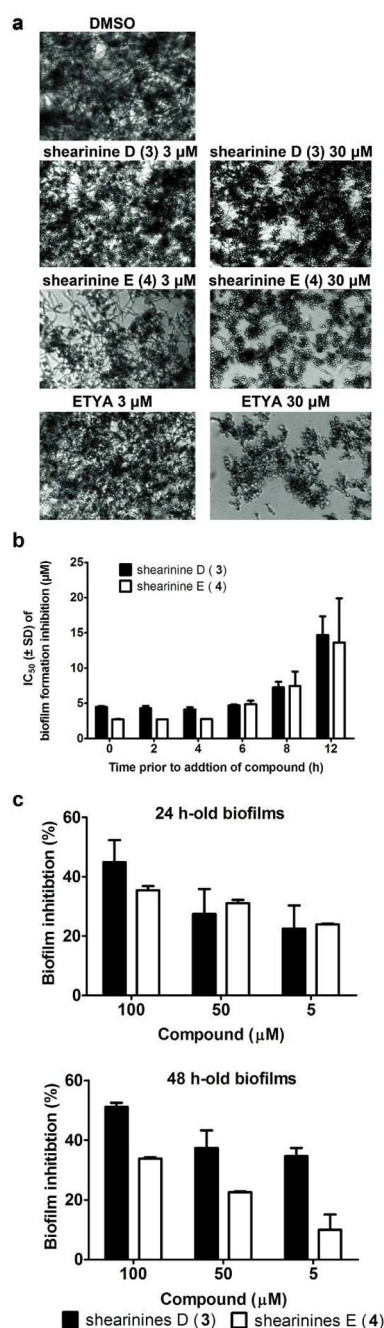 a
DMSO
shearinine D (3) 3 µM shearinine D (3) 30 µM
shearinine E (4) 3 µM shearinine E (4) 30 µM
ETYA 3 µM ETYA 30 µM
b
shearinine D (3)
shearinine E (4)
IC50 (± SD) of
biofilm formation inhibition (µM)
25
20
15
10
5
0
0 2 4 6 8 12
Time prior to addtion of compound (h)
c
24 h-old biofilms
Biofilm inhibitbtion (%)
60
40
20
0
100 50 5
Compound (µM)
48 h-old biofilms
Biofilm inhibitbtion (%)
60
40
20
0
100 50 5
Compound (µM)
shearinines D (3) shearinines E (4)